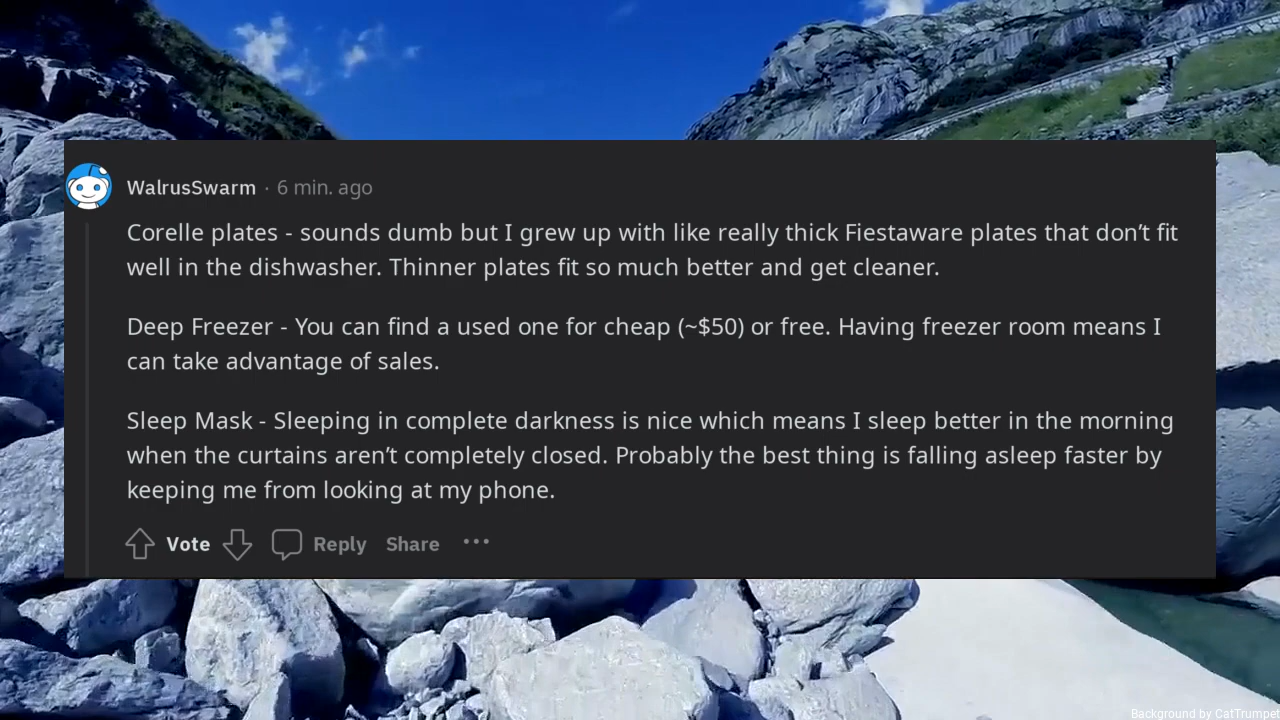 WalrusSwarm · 6 min. ago
Corelle plates - sounds dumb but I grew up with like really thick Fiestaware plates that don’t fit
well in the dishwasher. Thinner plates fit so much better and get cleaner.
Deep Freezer - You can find a used one for cheap (~$50) or free. Having freezer room means I
can take advantage of sales.
Sleep Mask - Sleeping in complete darkness is nice which means I sleep better in the morning
when the curtains aren’t completely closed. Probably the best thing is falling asleep faster by
keeping me from looking at my phone.
Vote Reply Share ···
Background by CatTrumpet